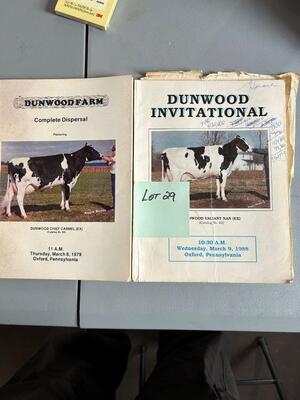 DUNWOOD FARM
Complete Dispersal
Featuring
DUNWOOD CHIEF CARMEL (EX)
11 A.M.
Thursday, March 8, 1979
Oxford, Pennsylvania
DUNWOOD
INVITATIONAL
LOT 29
WOOD VALIANT NAN (EX)
10:30 A.M.
Wednesday, March 9, 1988
Oxford, Pennsylvania